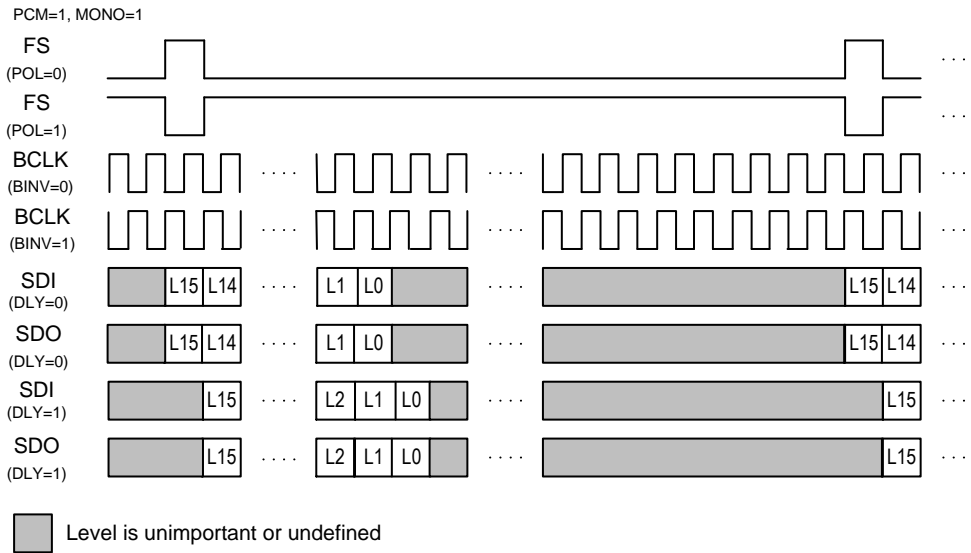 PCM=1, MONO=1
FS
(POL=0)
. . .
FS
(POL=1)
. . .
BCLK
(BINV=0)
. . . .
. . . .
. . .
BCLK
(BINV=1)
. . . .
. . . .
. . .
SDI
(DLY=0)
L15 L14 . . . . L1 L0 . . . . L15 L14 . . .
SDO
(DLY=0)
L15 L14 . . . . L1 L0 . . . . L15 L14 . . .
SDI
(DLY=1)
L15 . . . . L2 L1 L0 . . . . L15 . . .
SDO
(DLY=1)
L15 . . . . L2 L1 L0 . . . . L15 . . .
Level is unimportant or undefined